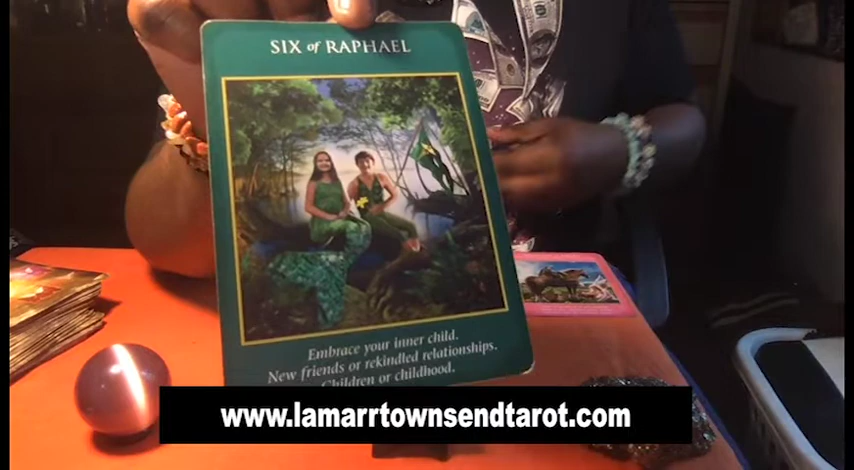 SIX of RAPHAEL
Embrace your inner child.
New friends or rekindled relationships.
Children or childhood.
www.lamarrtownsendtarot.com